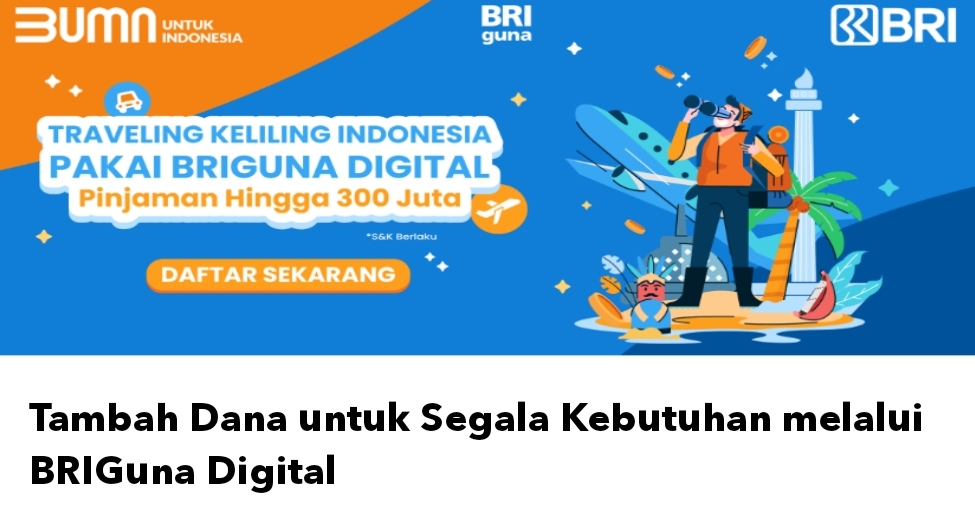 BUMN UNTUK INDONESIA
BRI guna
BRI
TRAVELING KELILING INDONESIA
PAKAI BRIGUNA DIGITAL
Pinjaman Hingga 300 Juta
*S&K Berlaku
DAFTAR SEKARANG
Tambah Dana untuk Segala Kebutuhan melalui
BRIGuna Digital